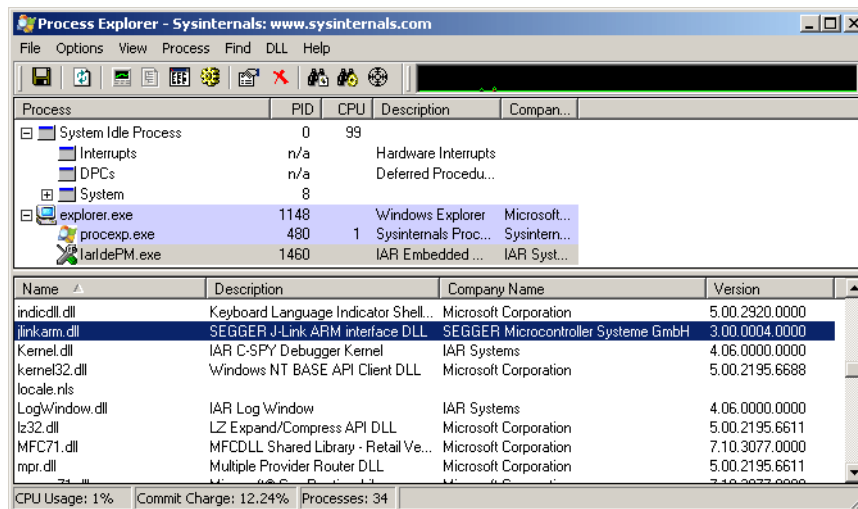 Process Explorer - Sysinternals: www.sysinternals.com
File Options View Process Find DLL Help
Process PID CPU Description Compan...
System Idle Process 0 99
Interrupts n/a Hardware Interrupts
DPCs n/a Deferred Procedu...
System 8
explorer.exe 1148 Windows Explorer Microsoft...
procexp.exe 480 1 Sysinternals Proc... Sysintern...
IarIdePM.exe 1460 IAR Embedded ... IAR Syst...
Name Description Company Name Version
indicdll.dll Keyboard Language Indicator Shell... Microsoft Corporation 5.00.2920.0000
jlinkarm.dll SEGGER J-Link ARM interface DLL SEGGER Microcontroller Systeme GmbH 3.00.0004.0000
Kernel.dll IAR C-SPY Debugger Kernel IAR Systems 4.06.0000.0000
kernel32.dll Windows NT BASE API Client DLL Microsoft Corporation 5.00.2195.6688
locale.nls
LogWindow.dll IAR Log Window IAR Systems 4.06.0000.0000
lz32.dll LZ Expand/Compress API DLL Microsoft Corporation 5.00.2195.6611
MFC71.dll MFCDLL Shared Library - Retail Ve... Microsoft Corporation 7.10.3077.0000
mpr.dll Multiple Provider Router DLL Microsoft Corporation 5.00.2195.6611
CPU Usage: 1% Commit Charge: 12.24% Processes: 34